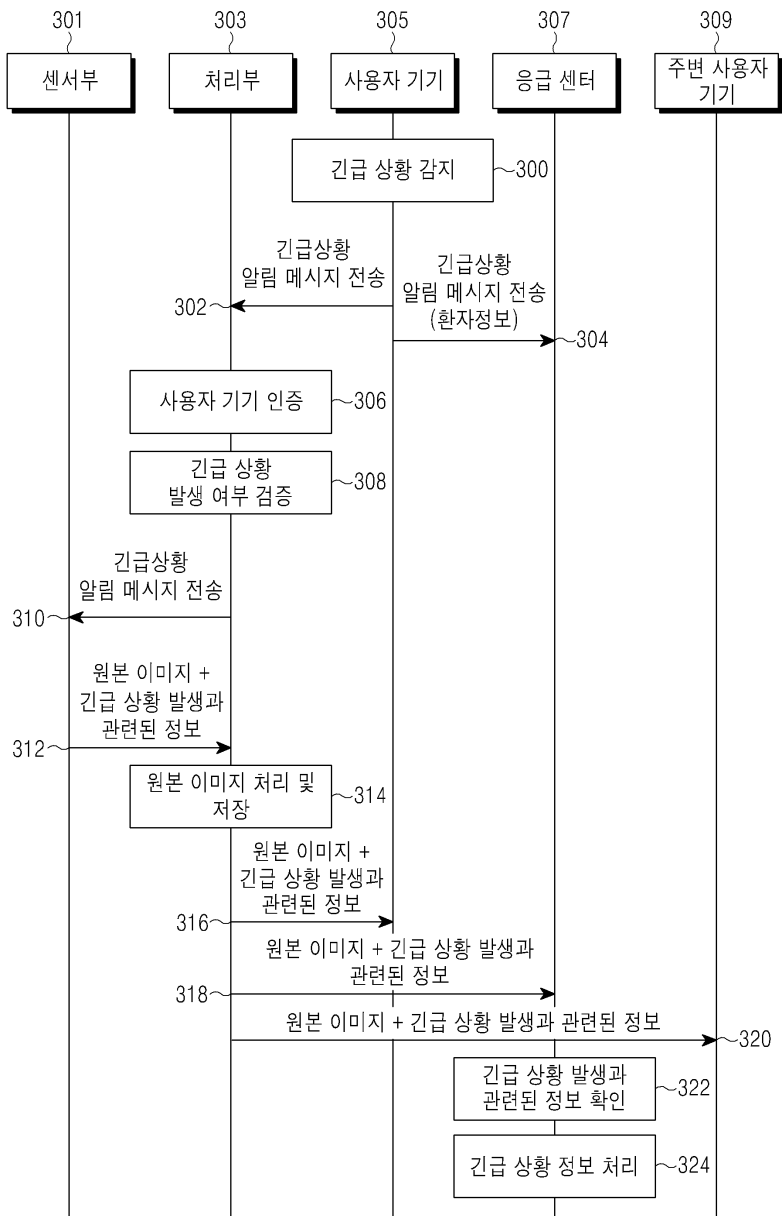 301
303
305
307
309
센서부
처리부
사용자 기기
응급 센터
주변 사용자
기기
긴급 상황 감지
300
긴급상황
알림 메시지 전송
302
긴급상황
알림 메시지 전송
(환자정보)
304
사용자 기기 인증
306
긴급 상황
발생 여부 검증
308
긴급상황
알림 메시지 전송
310
원본 이미지 +
긴급 상황 발생과
관련된 정보
312
원본 이미지 처리 및
저장
314
원본 이미지 +
긴급 상황 발생과
관련된 정보
316
원본 이미지 + 긴급 상황 발생과
관련된 정보
318
원본 이미지 + 긴급 상황 발생과 관련된 정보
320
긴급 상황 발생과
관련된 정보 확인
322
긴급 상황 정보 처리
324